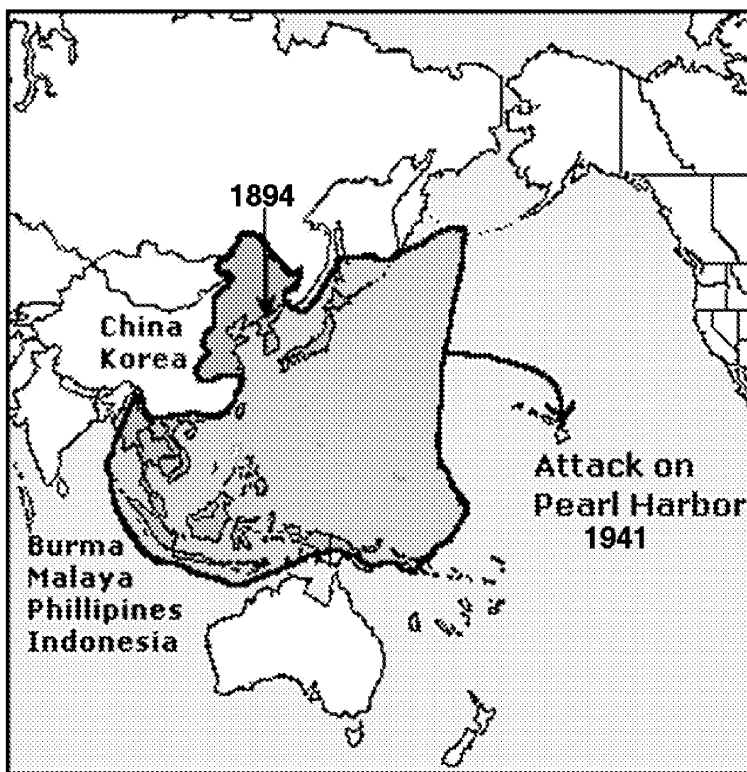 1894
China
Korea
Attack on
Pearl Harbor
1941
Burma
Malaya
Phillipines
Indonesia